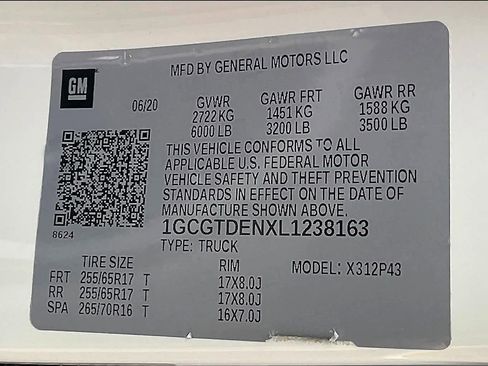 MFD BY GENERAL MOTORS LLC
GM
06/20 GVWR GAWR FRT GAWR RR
2722 KG 1451 KG 1588 KG
6000 LB 3200 LB 3500 LB
THIS VEHICLE CONFORMS TO ALL
APPLICABLE U.S. FEDERAL MOTOR
VEHICLE SAFETY AND THEFT PREVENTION
STANDARDS IN EFFECT ON THE DATE OF
MANUFACTURE SHOWN ABOVE.
8624
1GCGTDENXL1238163
TYPE: TRUCK
TIRE SIZE RIM MODEL: X312P43
FRT 255/65R17 T 17X8.0J
RR 255/65R17 T 17X8.0J
SPA 265/70R16 T 16X7.0J